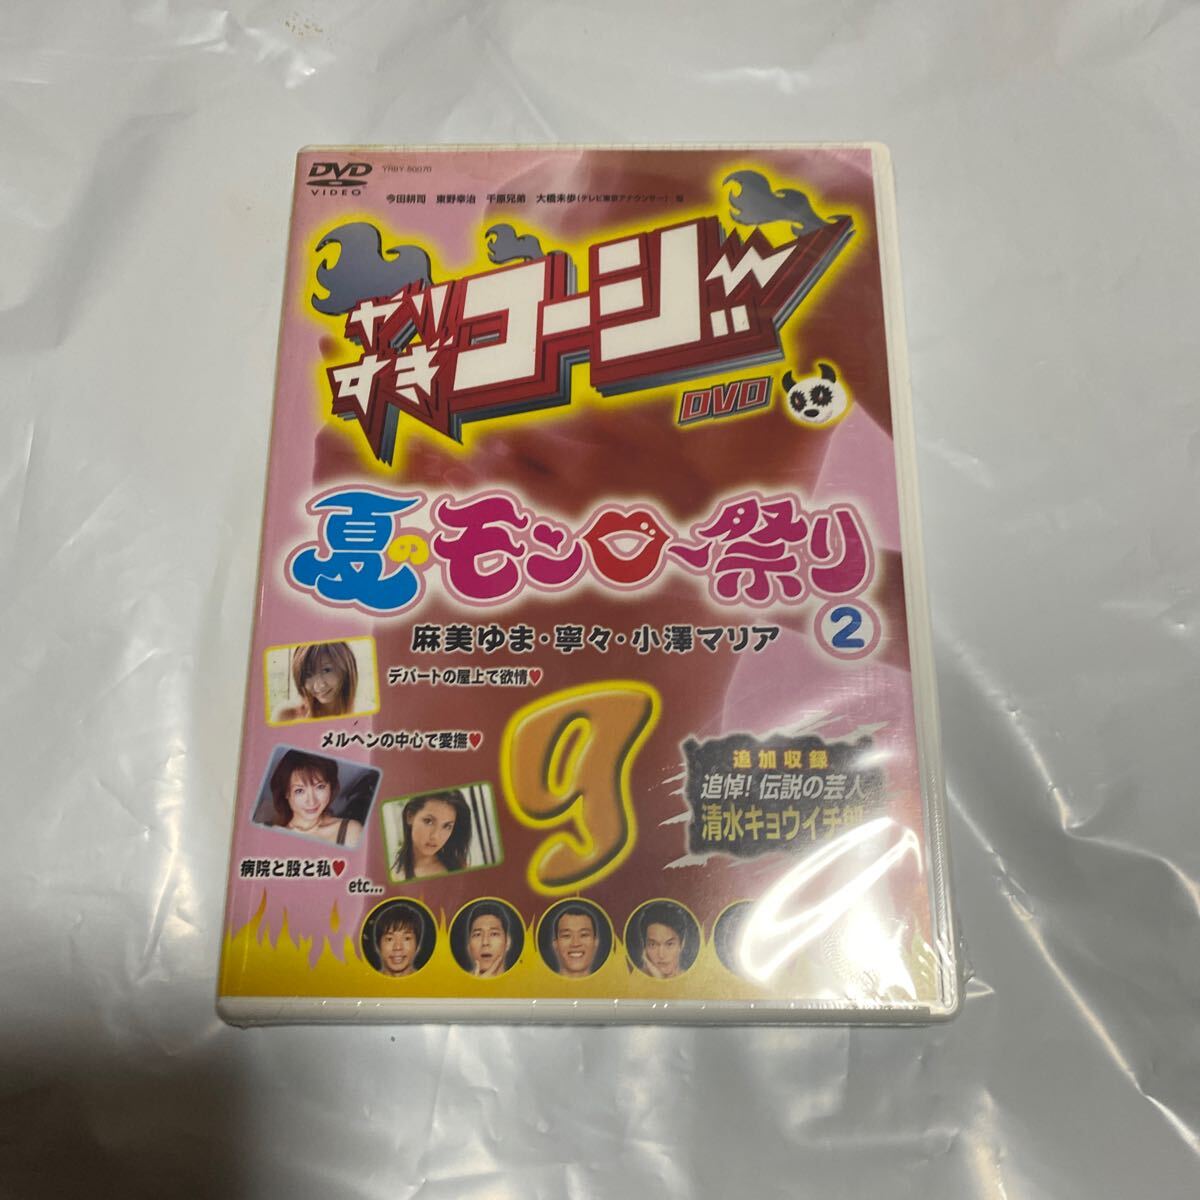 DVD
VIDEO
YRBY-50070
今田耕司 東野幸治 千原兄弟 大橋未歩(テレビ東京アナウンサー) 他
やりすぎコージー
DVD
夏のモンロー祭り
2
麻美ゆま・寧々・小澤マリア
デパートの屋上で欲情♥
メルヘンの中心で愛撫♥
病院と股と私♥
etc...
9
追加収録
追悼!伝説の芸人
清水キョウイチ郎